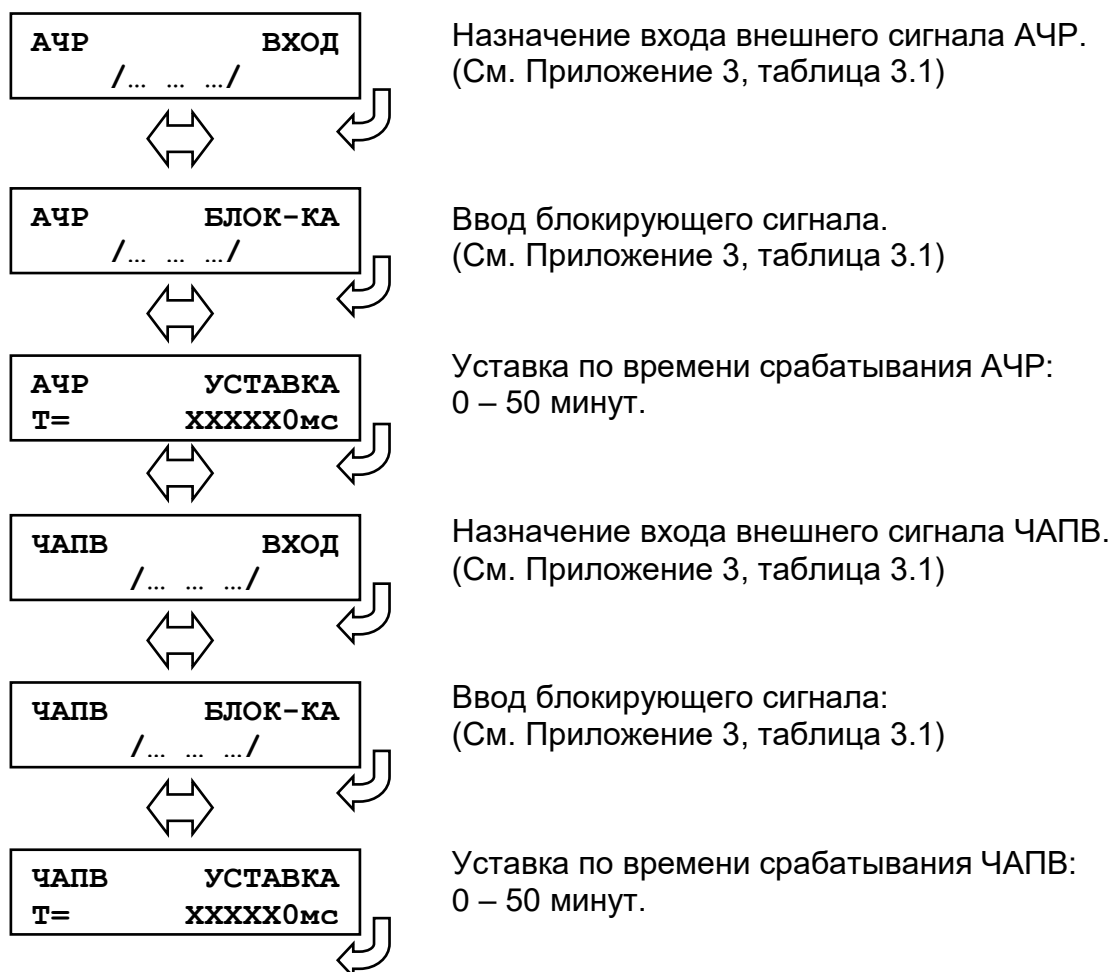 АЧР ВХОД
/… … …/
Назначение входа внешнего сигнала АЧР.
(См. Приложение 3, таблица 3.1)
АЧР БЛОК-КА
/… … …/
Ввод блокирующего сигнала.
(См. Приложение 3, таблица 3.1)
АЧР УСТАВКА
Т= ХХХХХ0мс
Уставка по времени срабатывания АЧР:
0 – 50 минут.
ЧАПВ ВХОД
/… … …/
Назначение входа внешнего сигнала ЧАПВ.
(См. Приложение 3, таблица 3.1)
ЧАПВ БЛОК-КА
/… … …/
Ввод блокирующего сигнала:
(См. Приложение 3, таблица 3.1)
ЧАПВ УСТАВКА
Т= ХХХХХ0мс
Уставка по времени срабатывания ЧАПВ:
0 – 50 минут.